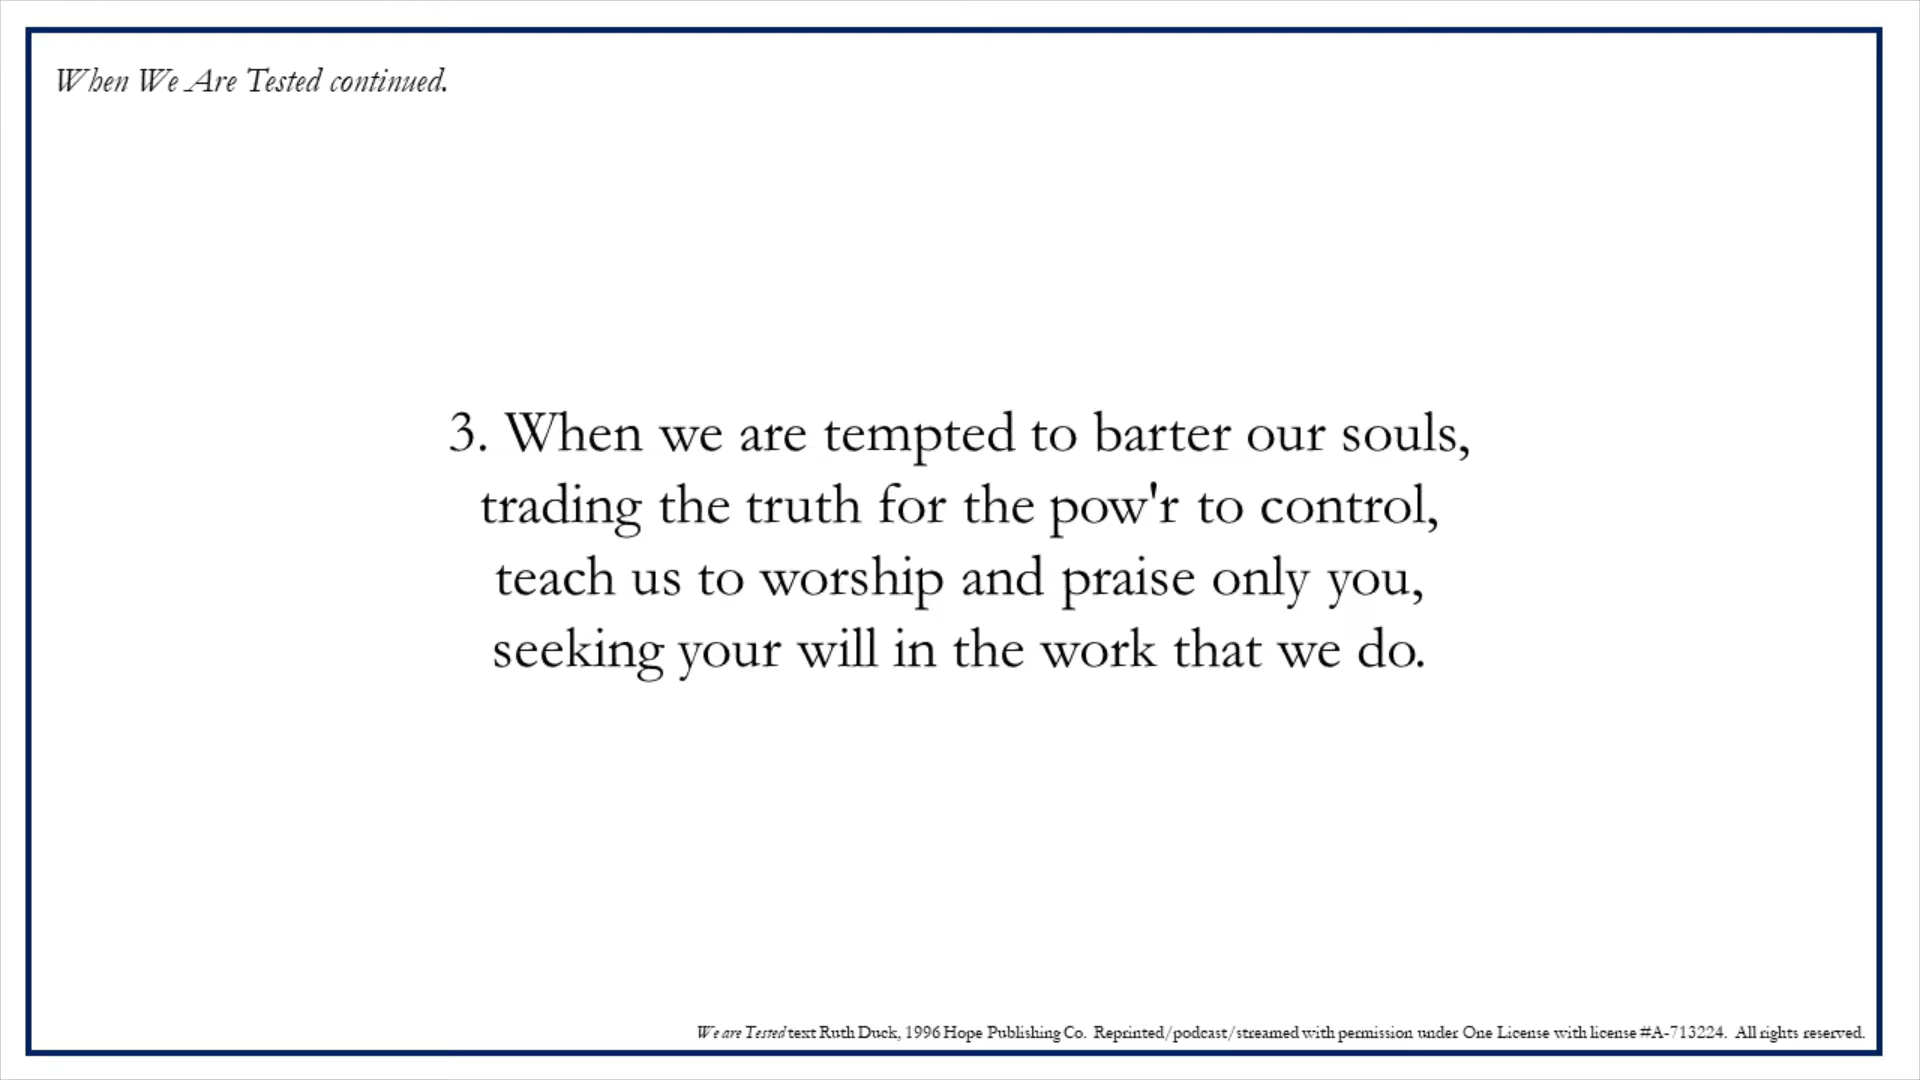 When We Are Tested continued.
3. When we are tempted to barter our souls,
trading the truth for the pow'r to control,
teach us to worship and praise only you,
seeking your will in the work that we do.
We are Tested text Ruth Duck, 1996 Hope Publishing Co. Reprinted/podcast/streamed with permission under One License with license #A-713224. All rights reserved.